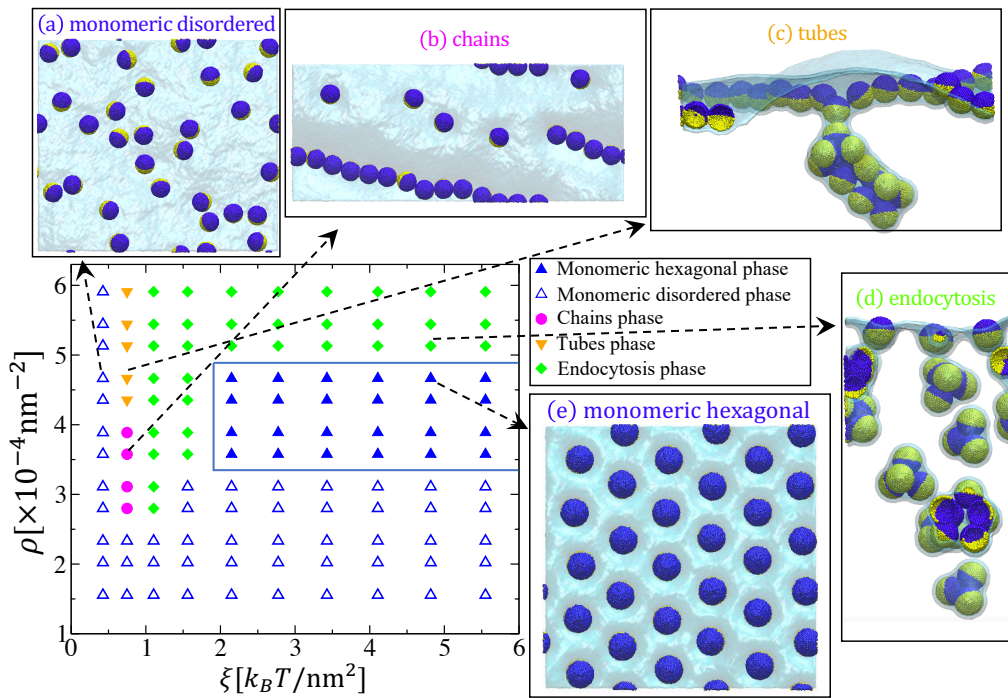 (a) monomeric disordered
(b) chains
(c) tubes
Monomeric hexagonal phase
Monomeric disordered phase
Chains phase
Tubes phase
Endocytosis phase
(d) endocytosis
(e) monomeric hexagonal
6
5
4
3
2
1
ρ[×10⁻⁴nm⁻²]
0 1 2 3 4 5 6
ξ[k_BT/nm²]